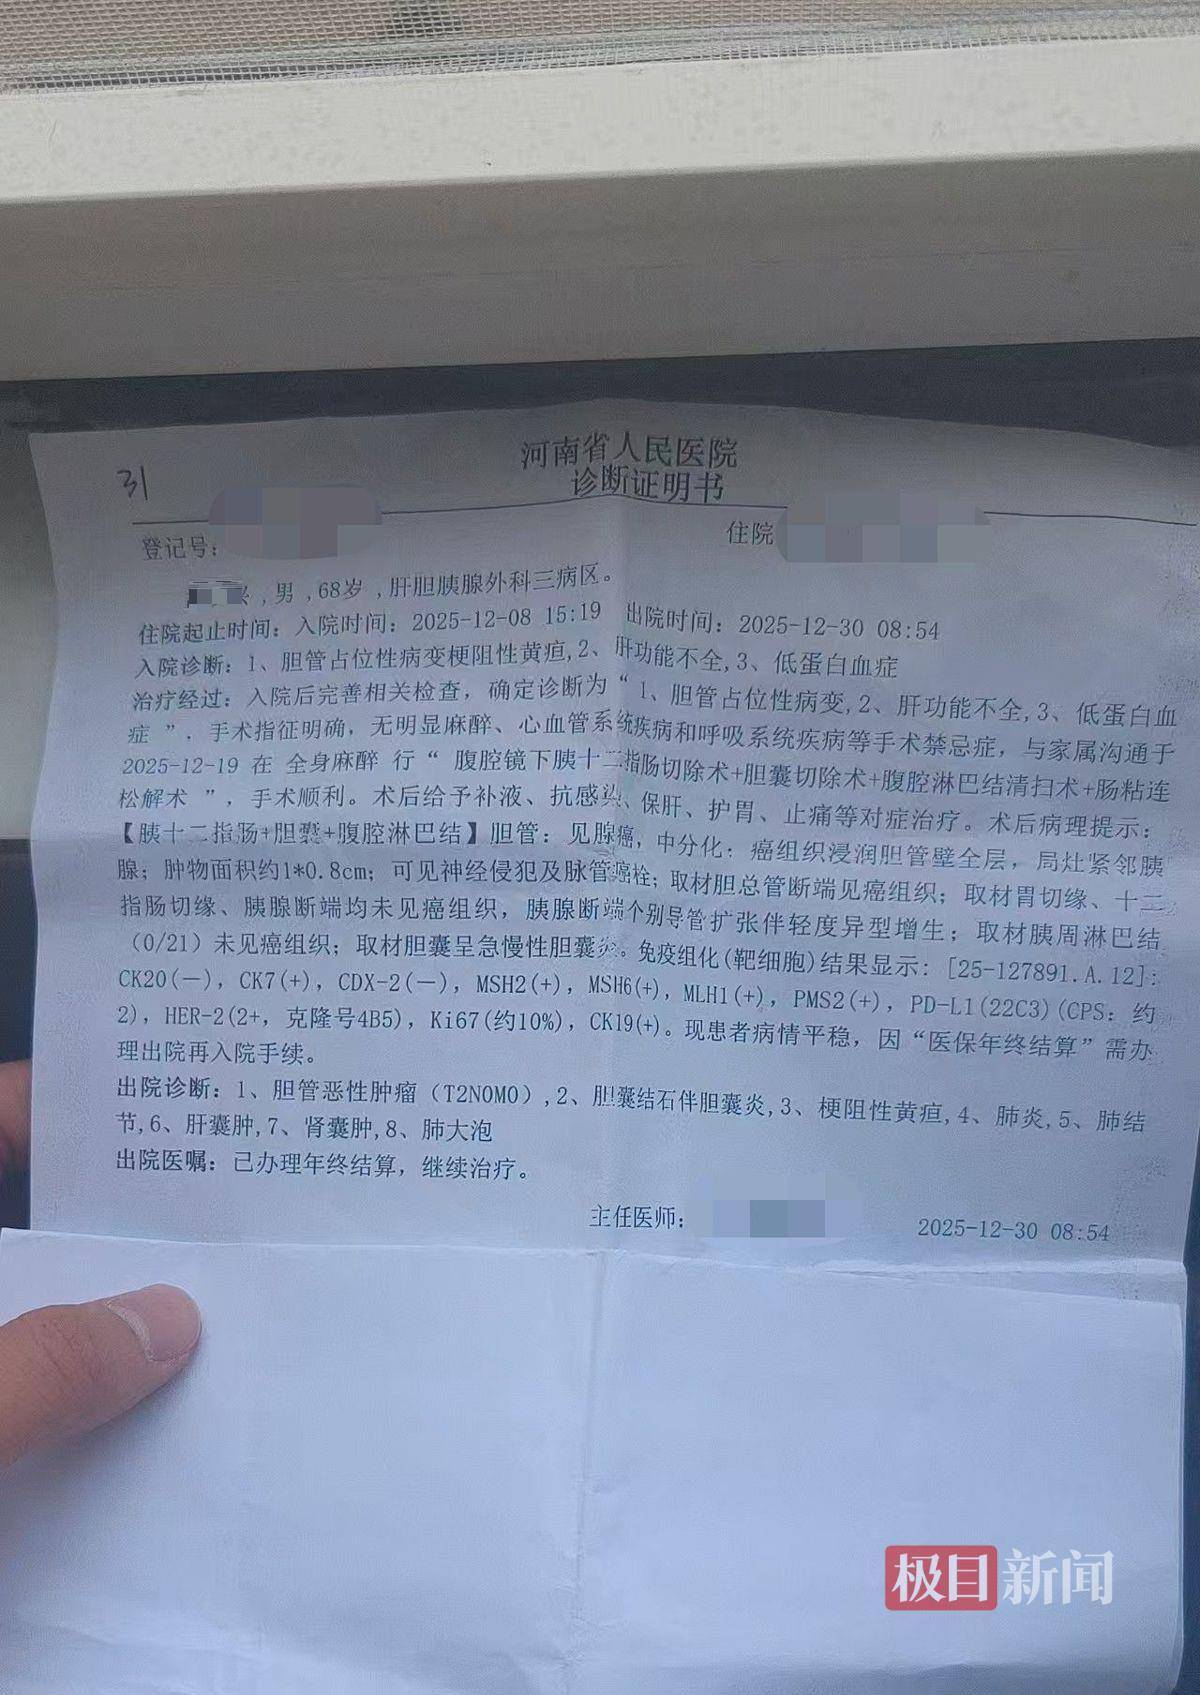 河南省人民医院
诊断证明书
31
登记号: 住院
,男,68岁,肝胆胰腺外科三病区。
住院起止时间: 入院时间: 2025-12-08 15:19 出院时间: 2025-12-30 08:54
入院诊断: 1、胆管占位性病变梗阻性黄疸,2、肝功能不全,3、低蛋白血症
治疗经过: 入院后完善相关检查, 确定诊断为“ 1、胆管占位性病变,2、肝功能不全,3、低蛋白血
症 ”, 手术指征明确, 无明显麻醉、心血管系统疾病和呼吸系统疾病等手术禁忌症, 与家属沟通于
2025-12-19 在 全身麻醉 行“ 腹腔镜下胰十二指肠切除术+胆囊切除术+腹腔淋巴结清扫术+肠粘连
松解术 ”, 手术顺利。术后给予补液、抗感染、保肝、护胃、止痛等对症治疗。术后病理提示:
【胰十二指肠+胆囊+腹腔淋巴结】胆管: 见腺癌, 中分化; 癌组织浸润胆管壁全层, 局灶紧邻胰
腺; 肿物面积约1*0.8cm; 可见神经侵犯及脉管癌栓; 取材胆总管断端见癌组织; 取材胃切缘、十二
指肠切缘、胰腺断端均未见癌组织, 胰腺断端个别导管扩张伴轻度异型增生; 取材胰周淋巴结
(0/21) 未见癌组织; 取材胆囊呈急慢性胆囊炎。免疫组化(靶细胞)结果显示: [25-127891.A.12]:
CK20(—), CK7(+), CDX-2(—), MSH2(+), MSH6(+), MLH1(+), PMS2(+), PD-L1(22C3)(CPS: 约
2), HER-2(2+, 克隆号4B5), Ki67(约10%), CK19(+)。现患者病情平稳, 因“医保年终结算”需办
理出院再入院手续。
出院诊断: 1、胆管恶性肿瘤（T2N0M0）,2、胆囊结石伴胆囊炎,3、梗阻性黄疸,4、肺炎,5、肺结
节,6、肝囊肿,7、肾囊肿,8、肺大泡
出院医嘱: 已办理年终结算, 继续治疗。
主任医师: 2025-12-30 08:54
极目新闻